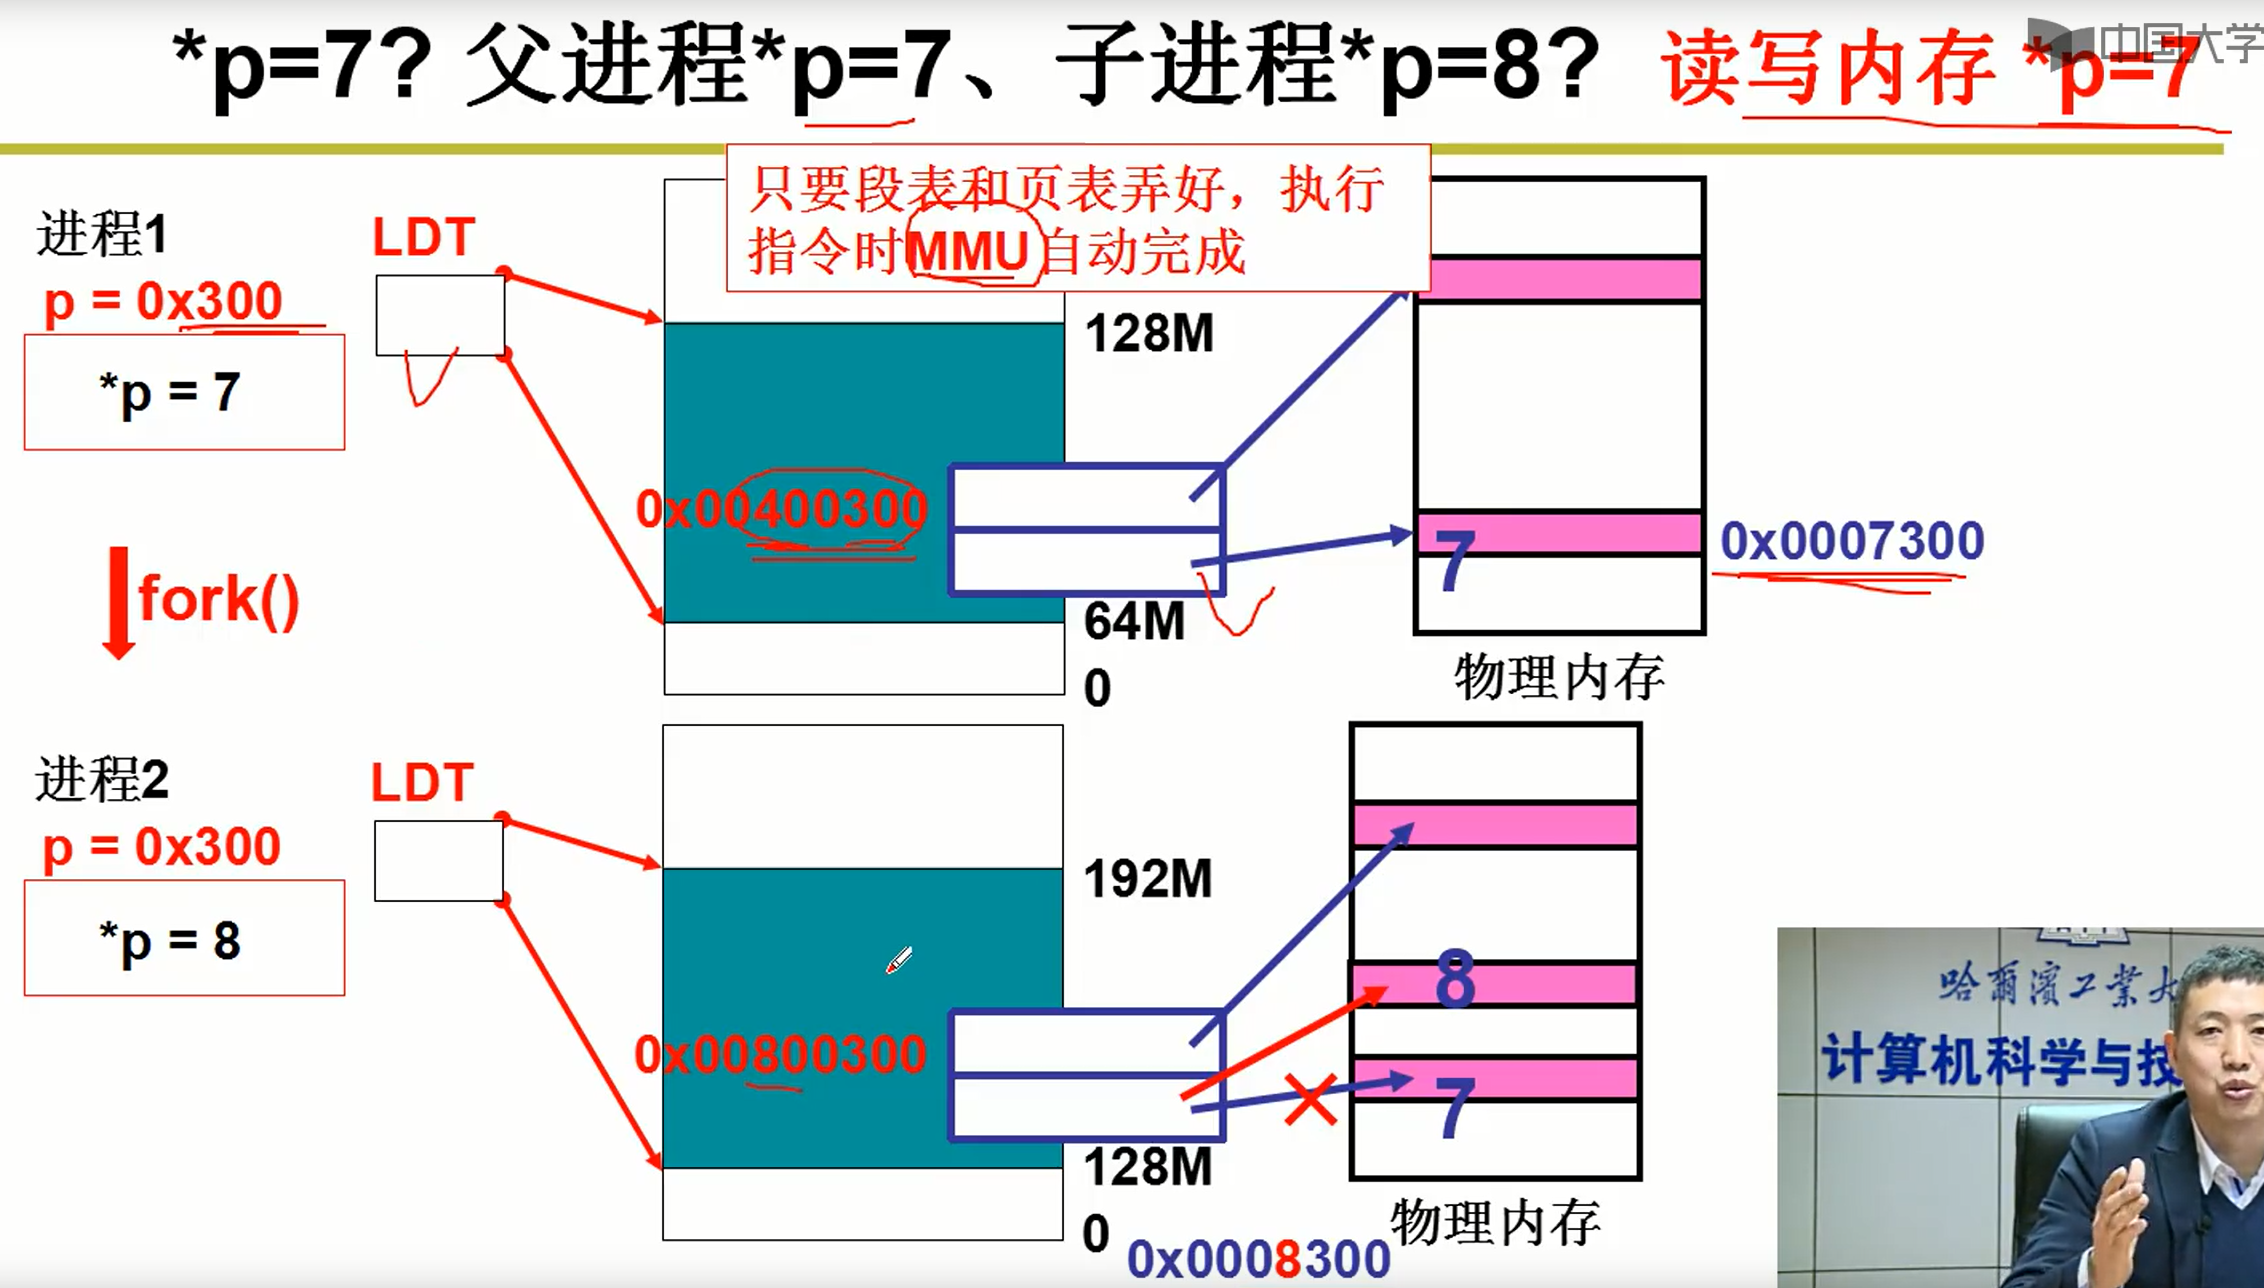 *p=7? 父进程*p=7、子进程*p=8? 读写内存 *p=7
中国大学
只要段表和页表弄好，执行
指令时MMU自动完成
进程1
LDT
p = 0x300
*p = 7
128M
0x00400300
7
0x0007300
64M
0
物理内存
fork()
进程2
LDT
p = 0x300
*p = 8
192M
0x00800300
8
7
128M
0
0x0008300
物理内存
哈爾濱工業大
计算机科学与技